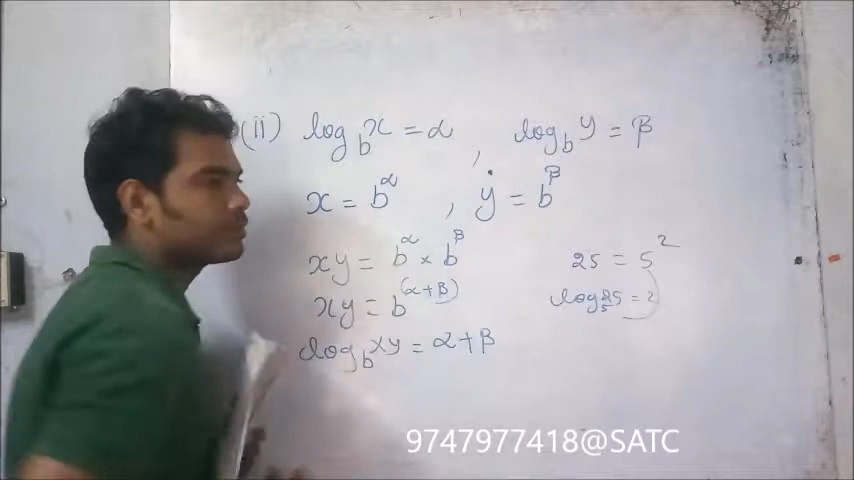 (ii) log_b x = α , log_b y = β
x = b^α , y = b^β
xy = b^α × b^β
xy = b^(α+β)
log_b xy = α + β
25 = 5^2
log_5 25 = 2
9747977418@SATC